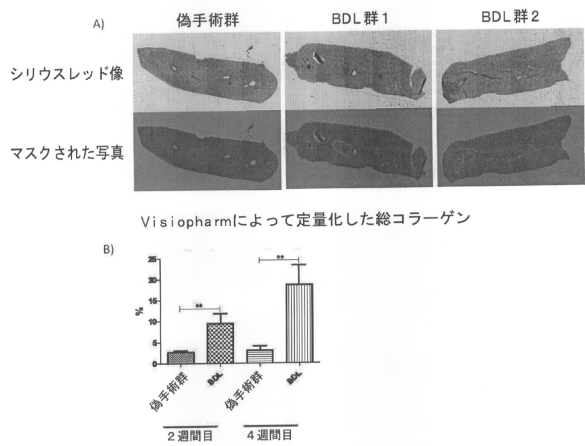 A)
偽手術群 BDL群1 BDL群2
シリウスレッド像
マスクされた写真
Visiopharmによって定量化した総コラーゲン
B)
25
20
15
10
5
0
%
** **
偽手術群 BDL 偽手術群 BDL
2週間目 4週間目